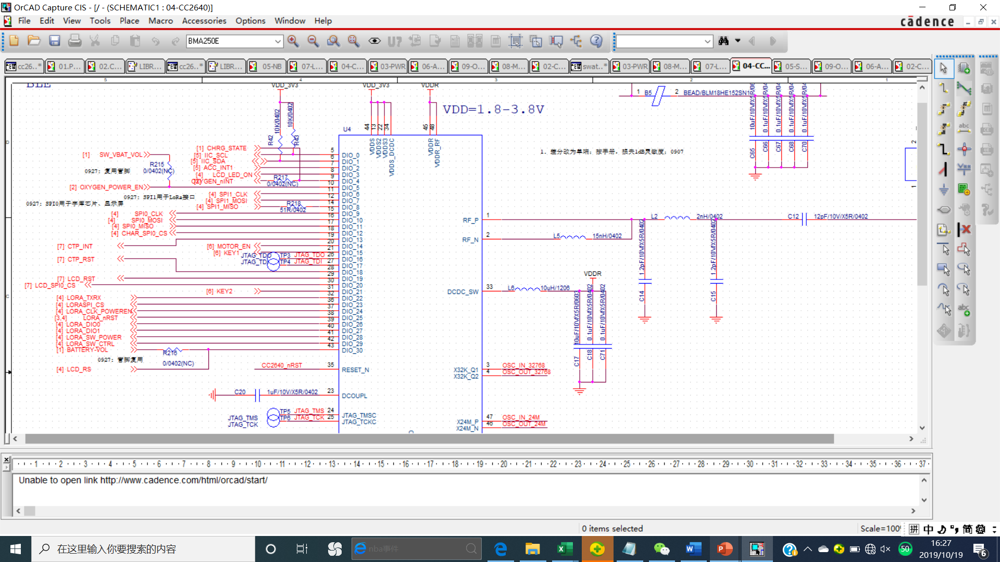 OrCAD Capture CIS - [/ - (SCHEMATIC1 : 04-CC2640)]
File Edit View Tools Place Macro Accessories Options Window Help
cādence
BMA250E
U?
cc26..* 01.P... 02.C... LIBR... cc26..* LIBR... 05-NB 07-L... 04-C... 03-PWR 06-A... 09-O... 08-M... 02-C... swat..* 03-PWR 08-M... 07-L... 04-CC... 05-S... 09-O... 06-A... 02-C...
5 4 3 2 1
BLE
VDD_3V3 VDD_3V3 VDDR
1 B5 2 BEAD/BLM18HE152SN1
VDD=1.8-3.8V
10K/0402 10K/0402
R42 R43
U4
44 13 22 34 45 48
VDDS VDDS2 VDDS3 VDDS_DCDC VDDR VDDR_RF
10uF/10V/X5R/06 0.1uF/10V/X5R/04 0.1uF/10V/X5R/04 0.1uF/10V/X5R/04 0.1uF/10V/X5R/04
C65 C66 C67 C68 C70
1. 差分改为单端；按手册，损失1dB灵敏度；0907
[1] CHRG_STATE 5 DIO_0
[1] SW_VBAT_VOL
[5] IIC_SCL 6 DIO_1
[5] IIC_SDA 7 DIO_2
R215
0/0402(NC)
0927：复用管脚
[5] ACC_INT1 8 DIO_3
[4] LCD_LED_ON 9 DIO_4
OXYGEN_nINT R217 10 DIO_5
0/0402(NC)
[2] OXYGEN_POWER_EN 11 DIO_6
[4] SPI1_CLK 12 DIO_7
0927：SPI1用于LoRa接口
[4] SPI1_MOSI 14 DIO_8
0927：SPI0用于字库芯片、显示屏
[4] SPI1_MISO R218 15 DIO_9
51R/0402
[4] SPI0_CLK 16 DIO_10
[4] SPI0_MOSI 17 DIO_11
[4] SPI0_MISO 18 DIO_12
[4] CHAR_SPI0_CS 19 DIO_13
[7] CTP_INT 20 DIO_14
[6] MOTOR_EN 21 DIO_15
[6] KEY1
JTAG_TDO TP3 JTAG_TDO 26 DIO_16
[7] CTP_RST
JTAG_TDI TP4 JTAG_TDI 27 DIO_17
28 DIO_18
[7] LCD_RST 29 DIO_19
[7] LCD_SPI0_CS 30 DIO_20
[6] KEY2 31 DIO_21
[4] LORA_TXRX 32 DIO_22
[4] LORASPI_CS 36 DIO_23
[4] LORA_CLK_POWEREN 37 DIO_24
[3,4] LORA_nRST 38 DIO_25
[4] LORA_DIO0 39 DIO_26
[4] LORA_DIO1 40 DIO_27
[4] LORA_SW_POWER 41 DIO_28
[4] LORA_SW_CTRL 42 DIO_29
[1] BATTERY-VOL R216 43 DIO_30
0927：管脚复用 0/0402(NC)
[4] LCD_RS
CC2640_nRST 35 RESET_N
C20 1uF/10V/X5R/0402 23 DCOUPL
TP5 JTAG_TMS 24 JTAG_TMSC
JTAG_TMS TP6 JTAG_TCK 25 JTAG_TCKC
JTAG_TCK
RF_P 1 L2 2nH/0402 C12 12pF/10V/X5R/0402
RF_N 2 L5 15nH/0402
1.2pF/10V/X5R/0402 1.2pF/10V/X5R/0402
C14 C15
VDDR
DCDC_SW 33 L6 10uH/1206
10uF/10V/X5R/0603 0.1uF/10V/X5R/0402 0.1uF/10V/X5R/0402
C17 C18 C71
X32K_Q1 3 OSC_IN_32768
X32K_Q2 4 OSC_OUT_32768
X24M_P 47 OSC_IN_24M
X24M_N 46 OSC_OUT_24M
2
1
D
C
1 2 3 4 5 6 7 8 9 10 11 12 13 14 15 16 17 18 19 20 21 22 23 24 25 26 27 28 29 30 31 32 33 34 35 36 37
Unable to open link http://www.cadence.com/html/orcad/start/
0 items selected
Scale=100%
拼 中 简
在这里输入你要搜索的内容
nba事件
50
16:27
2019/10/19
6